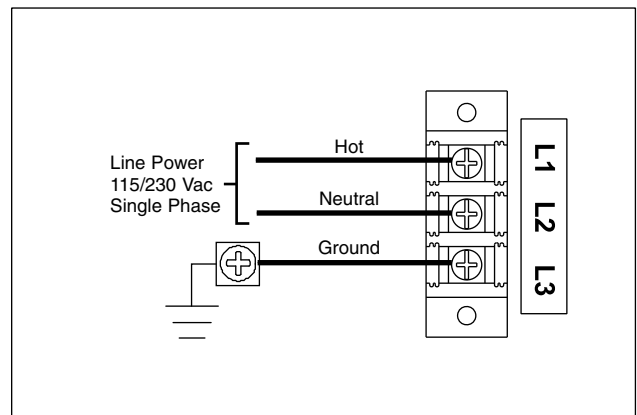 Hot
Line Power
115/230 Vac
Single Phase
Neutral
Ground
L1
L2
L3